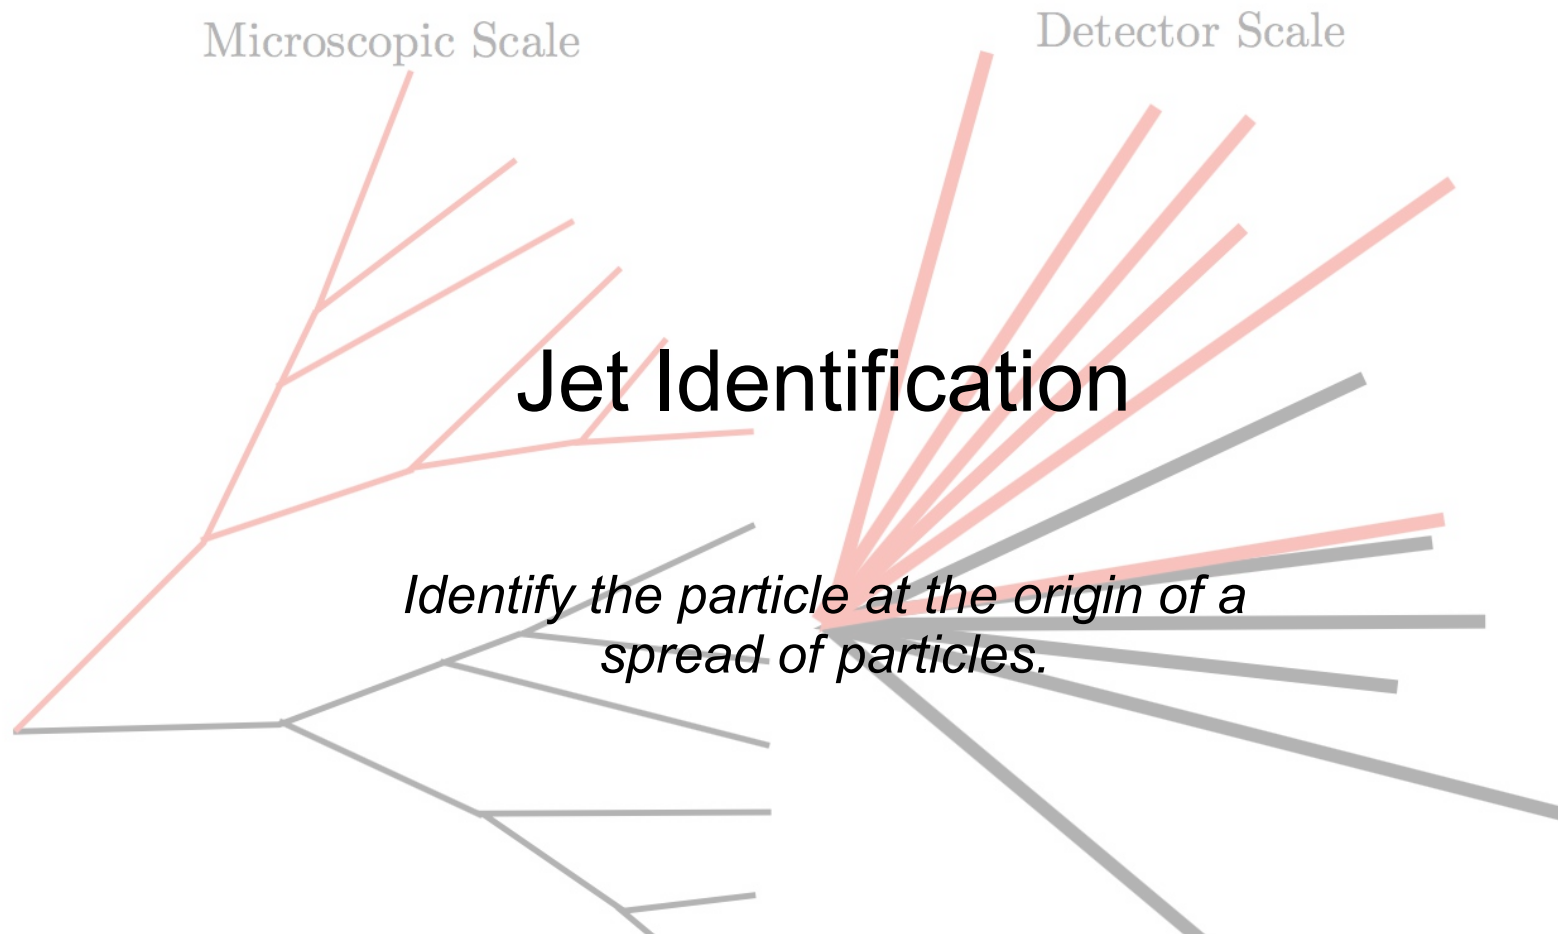 Microscopic Scale
Detector Scale
Jet Identification
Identify the particle at the origin of a
spread of particles.